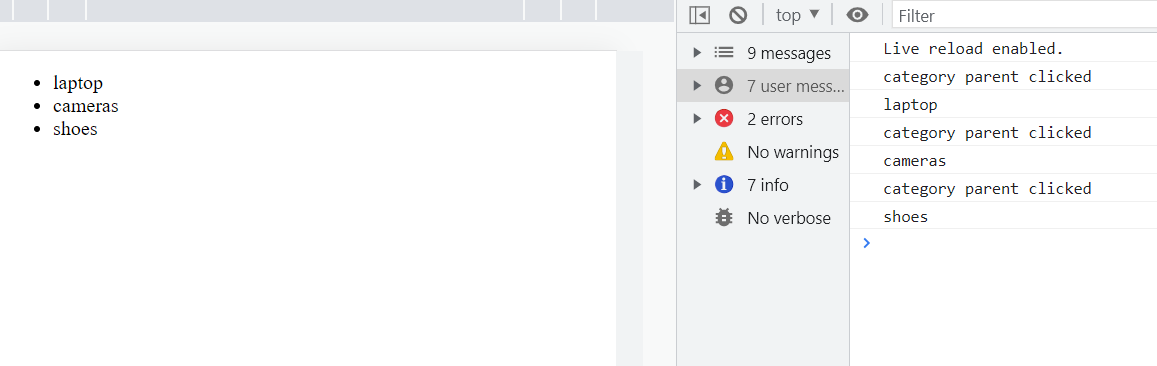 laptop
cameras
shoes
top
Filter
9 messages
7 user mess...
2 errors
No warnings
7 info
No verbose
Live reload enabled.
category parent clicked
laptop
category parent clicked
cameras
category parent clicked
shoes